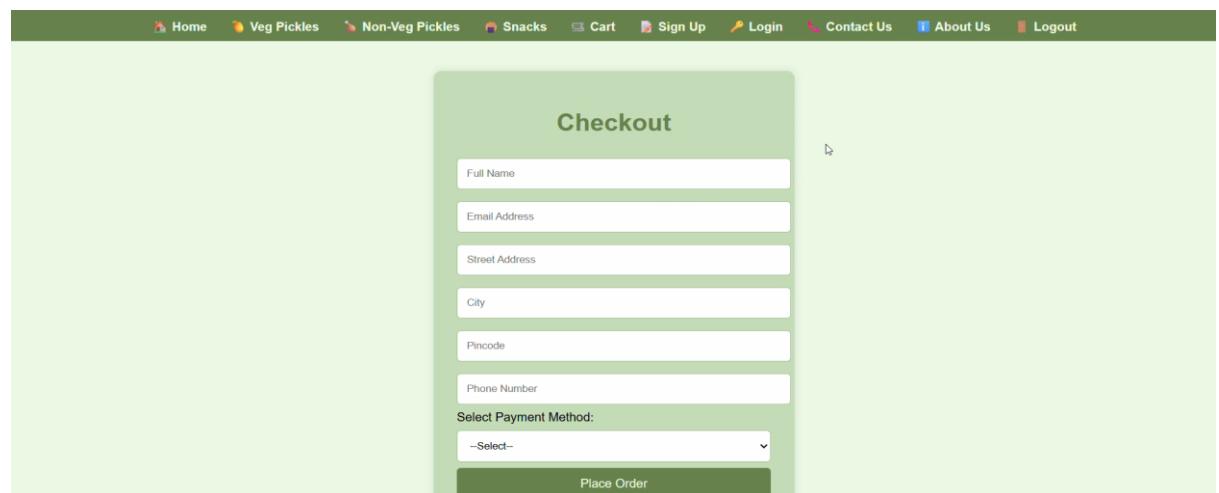 Home Veg Pickles Non-Veg Pickles Snacks Cart Sign Up Login Contact Us About Us Logout
Checkout
Full Name
Email Address
Street Address
City
Pincode
Phone Number
Select Payment Method:
--Select--
Place Order